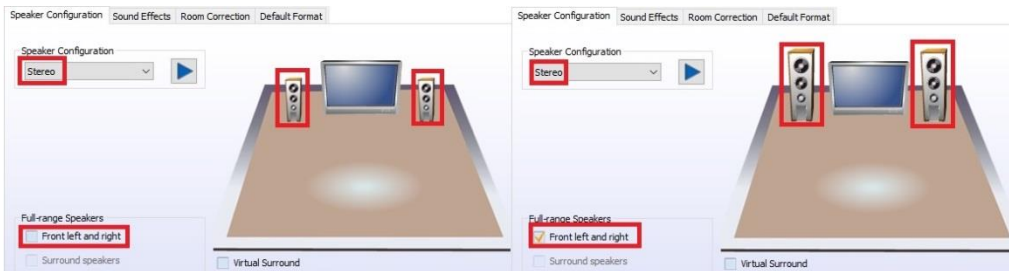 Speaker Configuration Sound Effects Room Correction Default Format
Speaker Configuration
Stereo
Full-range Speakers
Front left and right
Surround speakers
Virtual Surround
Speaker Configuration Sound Effects Room Correction Default Format
Speaker Configuration
Stereo
Full-range Speakers
Front left and right
Surround speakers
Virtual Surround